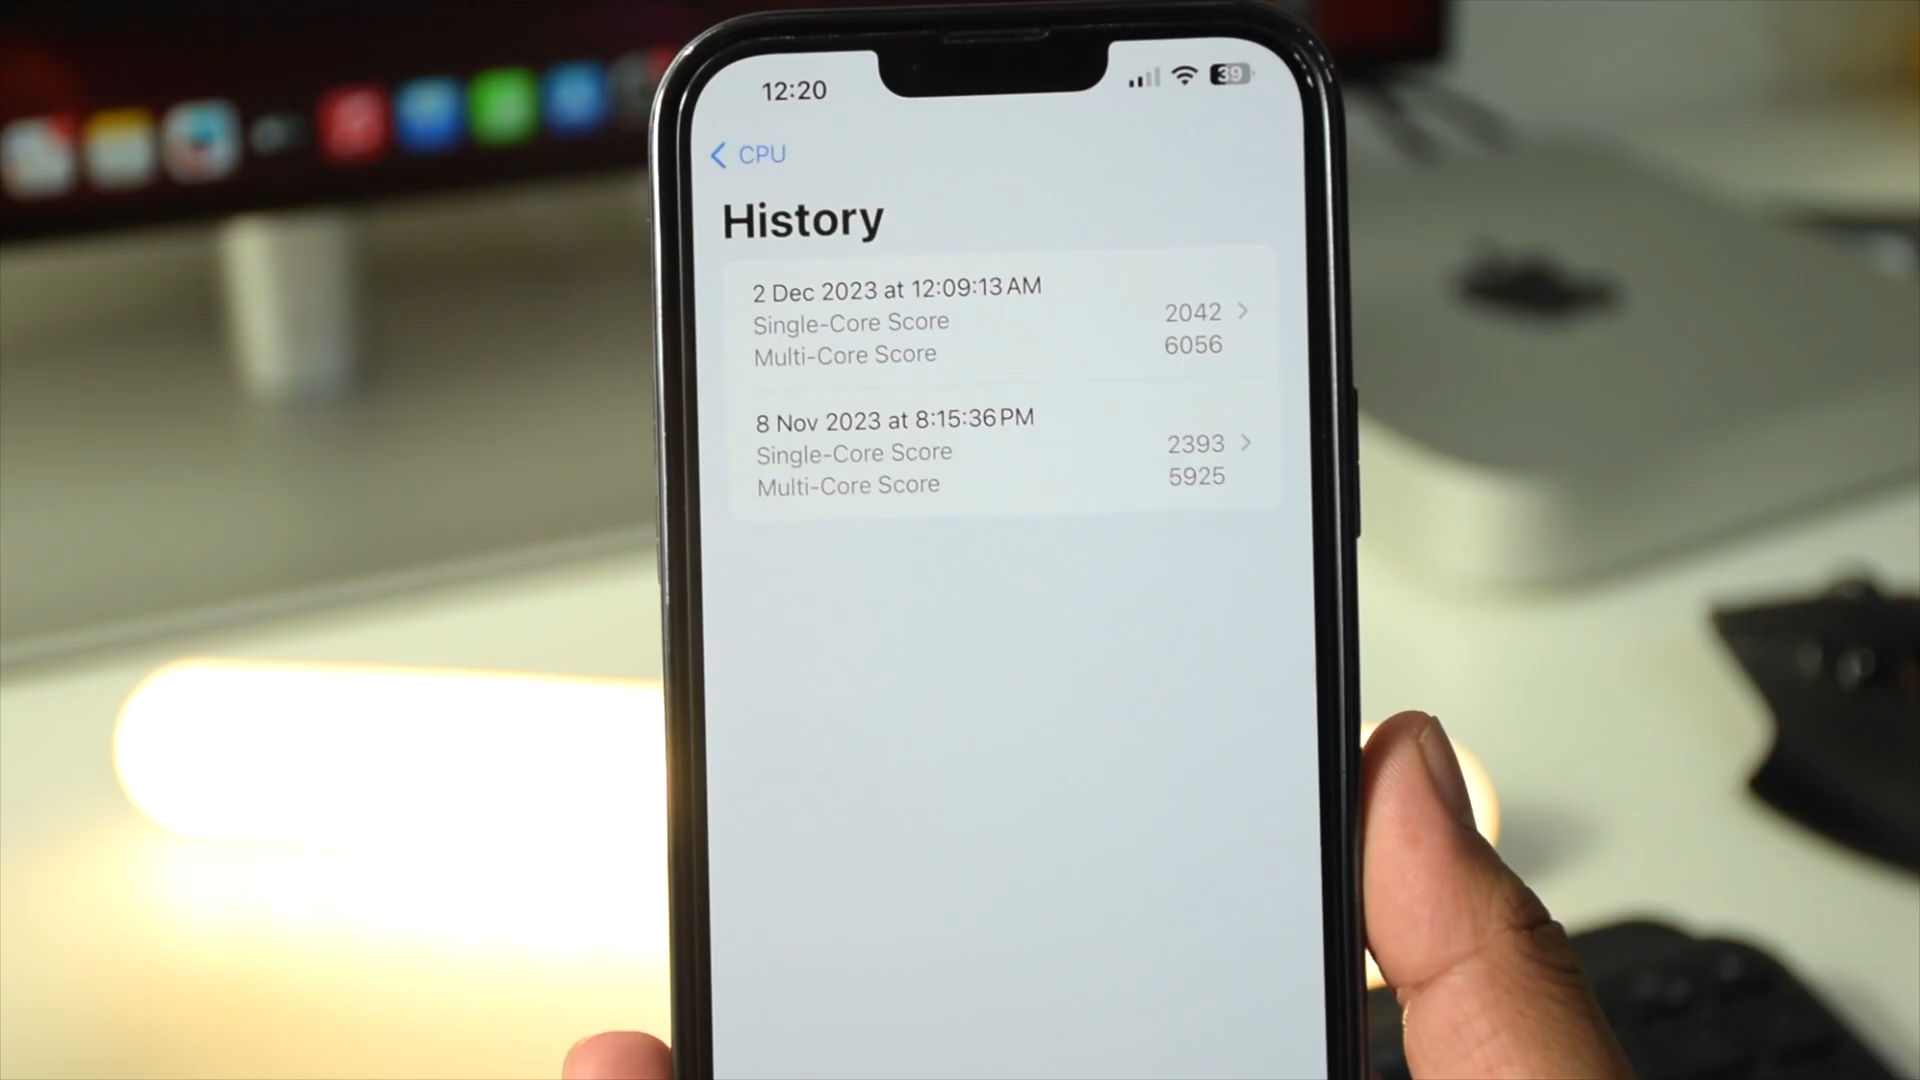 12:20
39
CPU
History
2 Dec 2023 at 12:09:13 AM
Single-Core Score 2042
Multi-Core Score 6056
8 Nov 2023 at 8:15:36 PM
Single-Core Score 2393
Multi-Core Score 5925